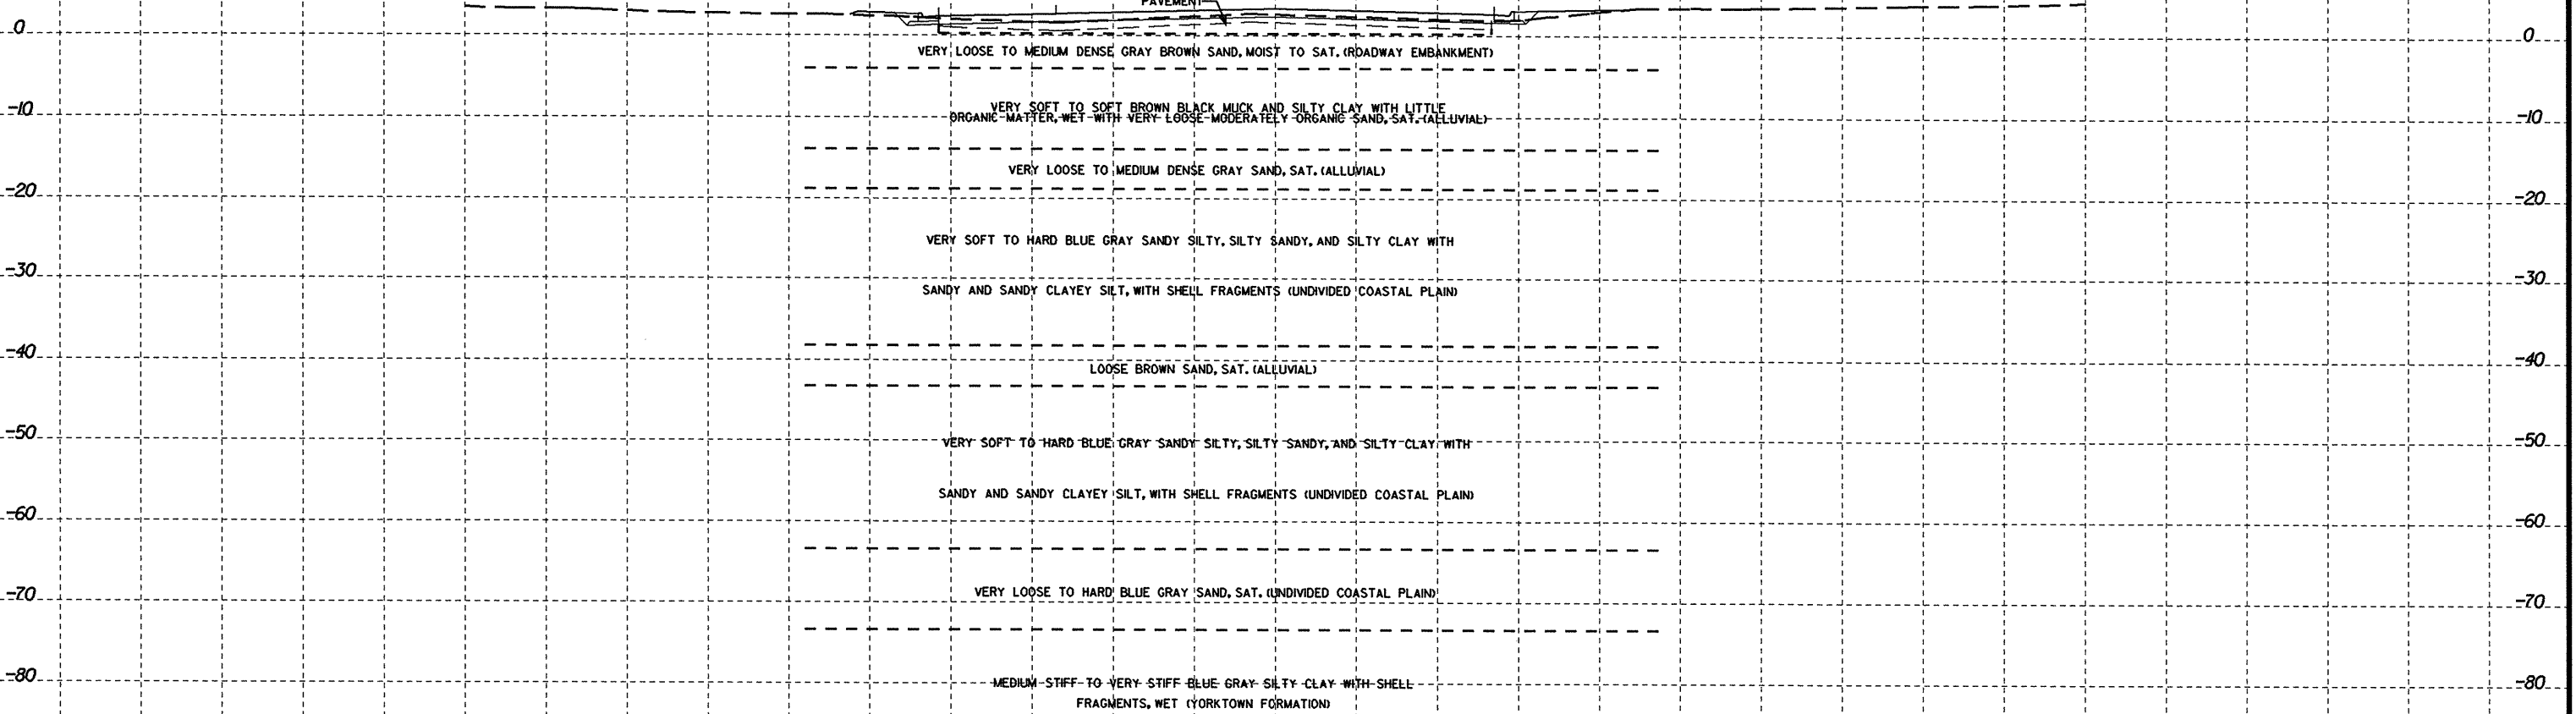 PAVEMENT
0 0
VERY LOOSE TO MEDIUM DENSE GRAY BROWN SAND, MOIST TO SAT. (ROADWAY EMBANKMENT)
VERY SOFT TO SOFT BROWN BLACK MUCK AND SILTY CLAY WITH LITTLE
-10 -10
ORGANIC MATTER, WET WITH VERY LOOSE MODERATELY ORGANIC SAND, SAT. (ALLUVIAL)
VERY LOOSE TO MEDIUM DENSE GRAY SAND, SAT. (ALLUVIAL)
-20 -20
VERY SOFT TO HARD BLUE GRAY SANDY SILTY, SILTY SANDY, AND SILTY CLAY WITH
-30 -30
SANDY AND SANDY CLAYEY SILT, WITH SHELL FRAGMENTS (UNDIVIDED COASTAL PLAIN)
-40 -40
LOOSE BROWN SAND, SAT. (ALLUVIAL)
-50 -50
VERY SOFT TO HARD BLUE GRAY SANDY SILTY, SILTY SANDY, AND SILTY CLAY WITH
SANDY AND SANDY CLAYEY SILT, WITH SHELL FRAGMENTS (UNDIVIDED COASTAL PLAIN)
-60 -60
VERY LOOSE TO HARD BLUE GRAY SAND, SAT. (UNDIVIDED COASTAL PLAIN)
-70 -70
-80 -80
MEDIUM STIFF TO VERY STIFF BLUE GRAY SILTY CLAY WITH SHELL
FRAGMENTS, WET (YORKTOWN FORMATION)